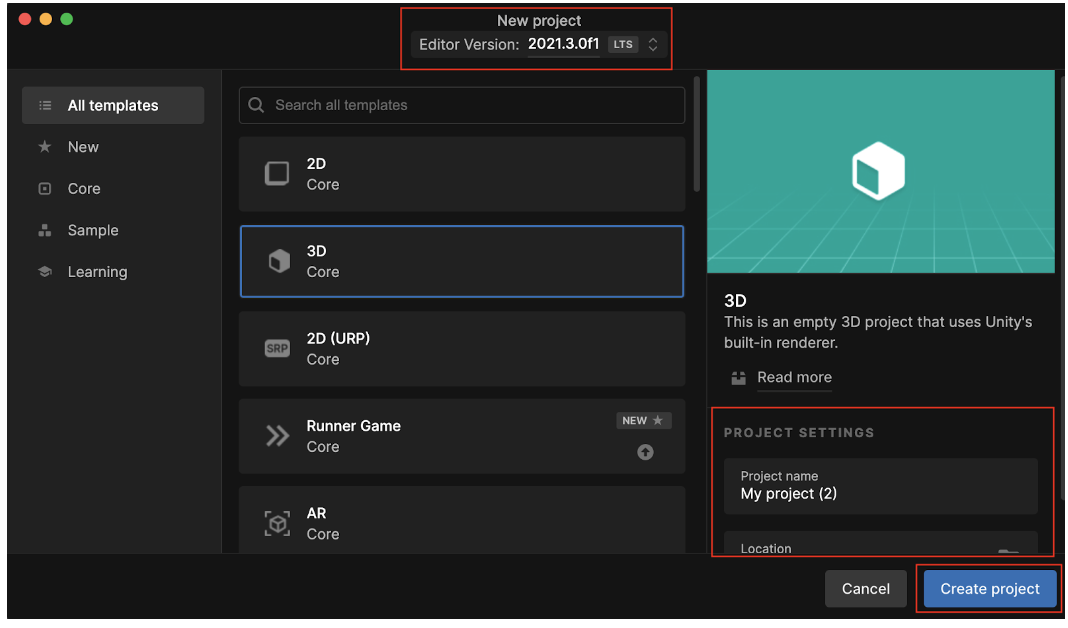 New project
Editor Version: 2021.3.0f1 LTS
All templates
New
Core
Sample
Learning
Search all templates
2D
Core
3D
Core
SRP
2D (URP)
Core
Runner Game
Core
NEW
AR
Core
3D
This is an empty 3D project that uses Unity's
built-in renderer.
Read more
PROJECT SETTINGS
Project name
My project (2)
Location
Cancel
Create project